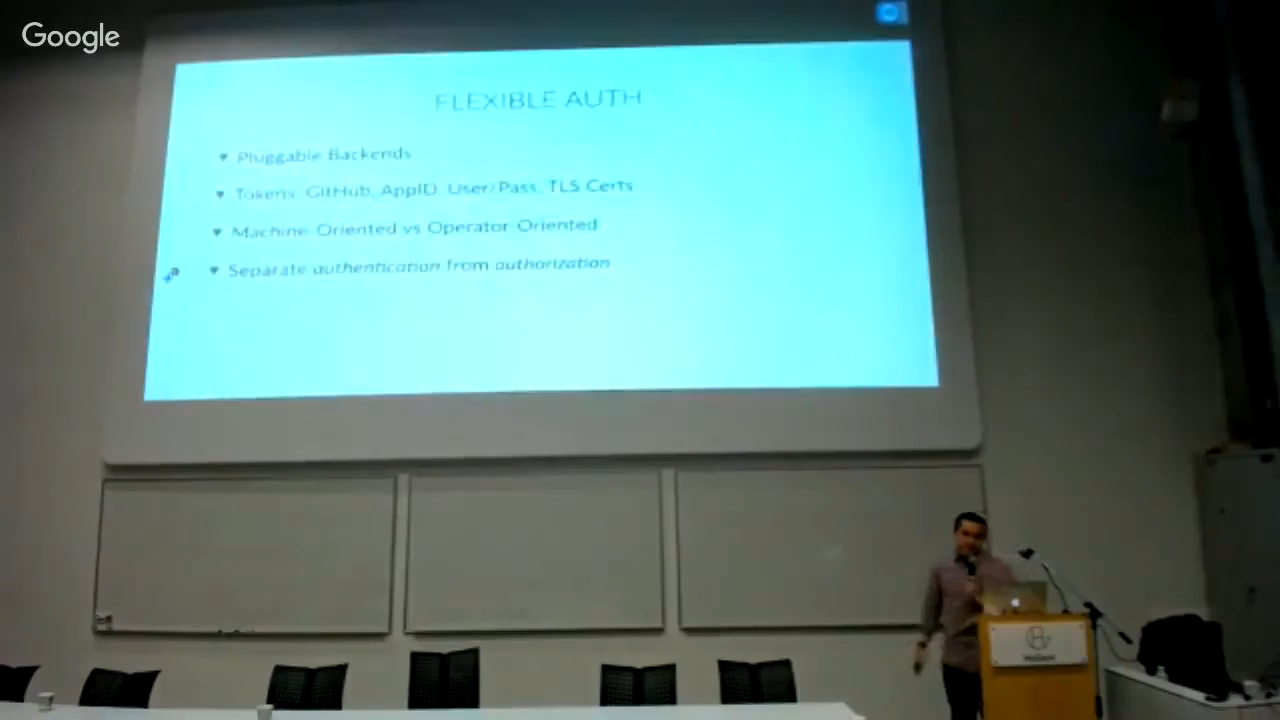 Google
FLEXIBLE AUTH
Pluggable Backends
Tokens, GitHub, AppID, User/Pass, TLS Certs
Machine-Oriented vs Operator-Oriented
Separate authentication from authorization